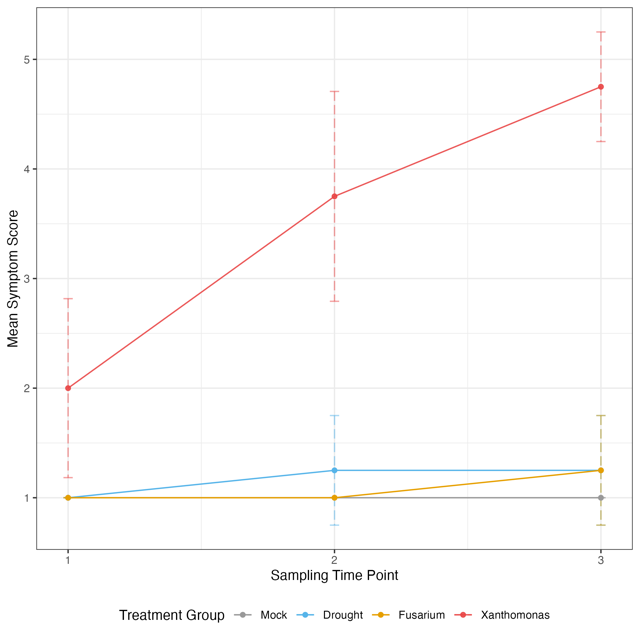 Mean Symptom Score
5
4
3
2
1
1 2 3
Sampling Time Point
Treatment Group Mock Drought Fusarium Xanthomonas